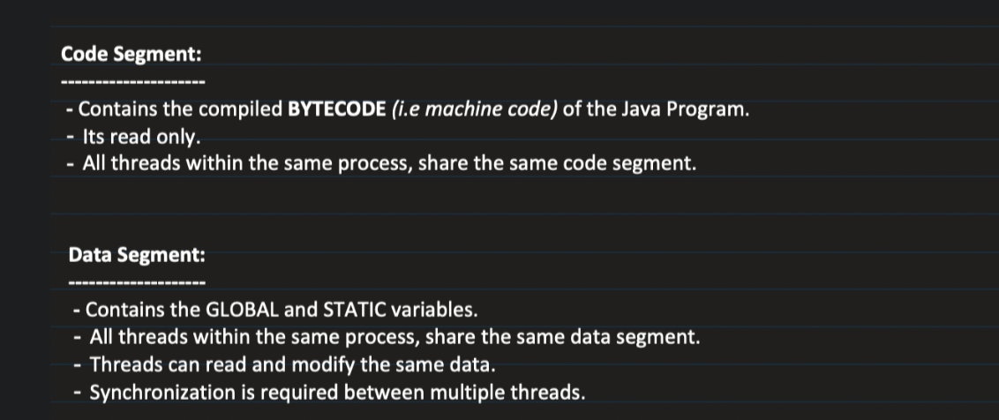 Code Segment:
---------------------
- Contains the compiled BYTECODE (i.e machine code) of the Java Program.
- Its read only.
- All threads within the same process, share the same code segment.
Data Segment:
--------------------
- Contains the GLOBAL and STATIC variables.
- All threads within the same process, share the same data segment.
- Threads can read and modify the same data.
- Synchronization is required between multiple threads.